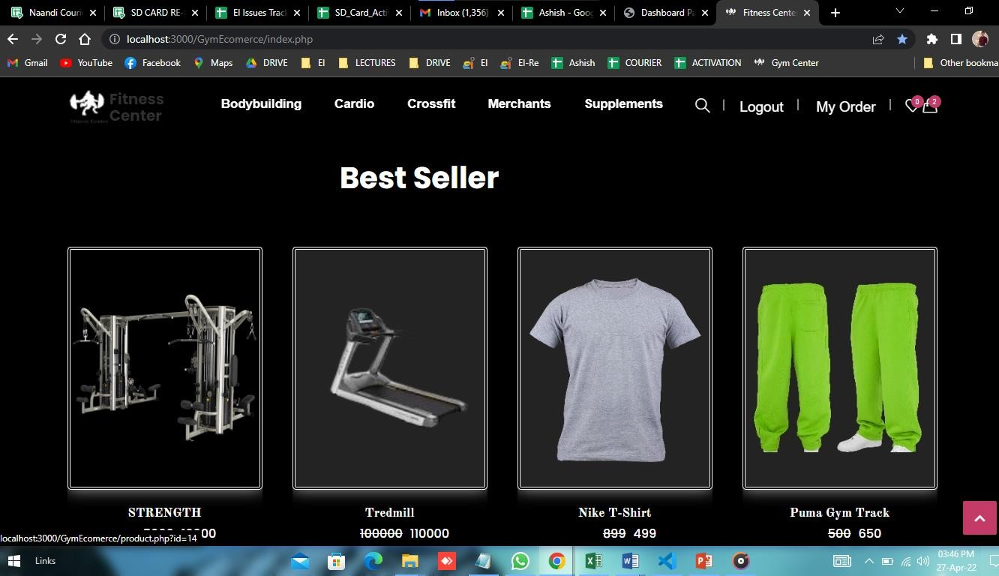 Naandi Couri
SD CARD RE-
EI Issues Trac
SD_Card_Acti
Inbox (1,356)
Ashish - Goog
Dashboard Pa
Fitness Cente
localhost:3000/GymEcomerce/index.php
Gmail YouTube Facebook Maps DRIVE EI LECTURES DRIVE EI EI-Re Ashish COURIER ACTIVATION Gym Center Other bookma
Fitness
Center
Bodybuilding Cardio Crossfit Merchants Supplements | Logout | My Order | 0 2
Best Seller
STRENGTH Tredmill Nike T-Shirt Puma Gym Track
100000 110000 899 499 500 650
localhost:3000/GymEcomerce/product.php?id=14
Links
03:46 PM
27-Apr-22